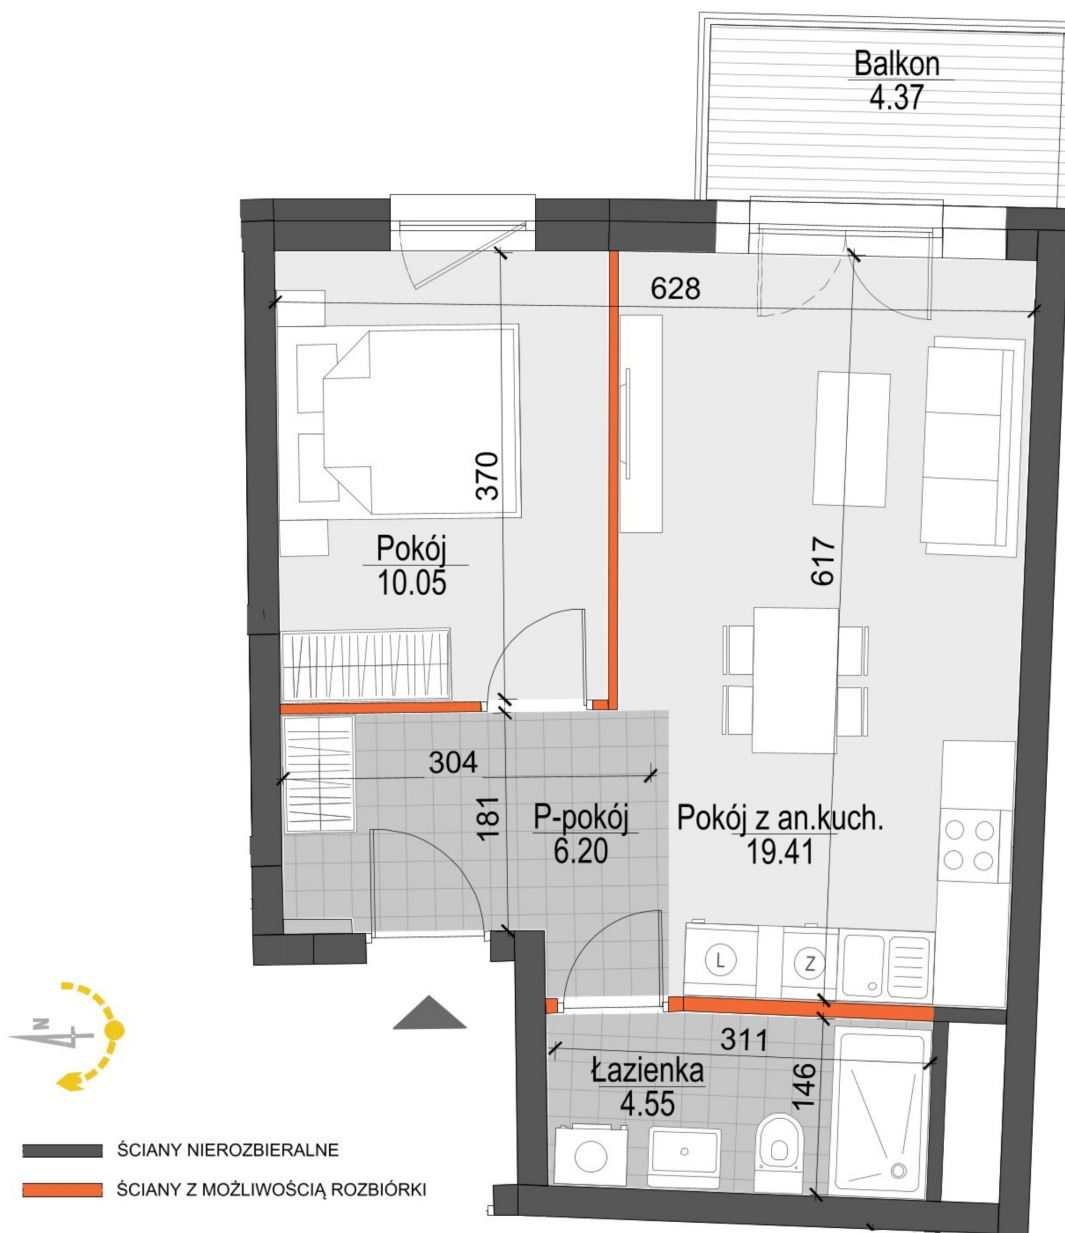 Balkon
4.37
628
370
Pokój
10.05
617
304
181
P-pokój
6.20
Pokój z an.kuch.
19.41
L
Z
N
311
Łazienka
4.55
146
ŚCIANY NIEROZBIERALNE
ŚCIANY Z MOŻLIWOŚCIĄ ROZBIÓRKI